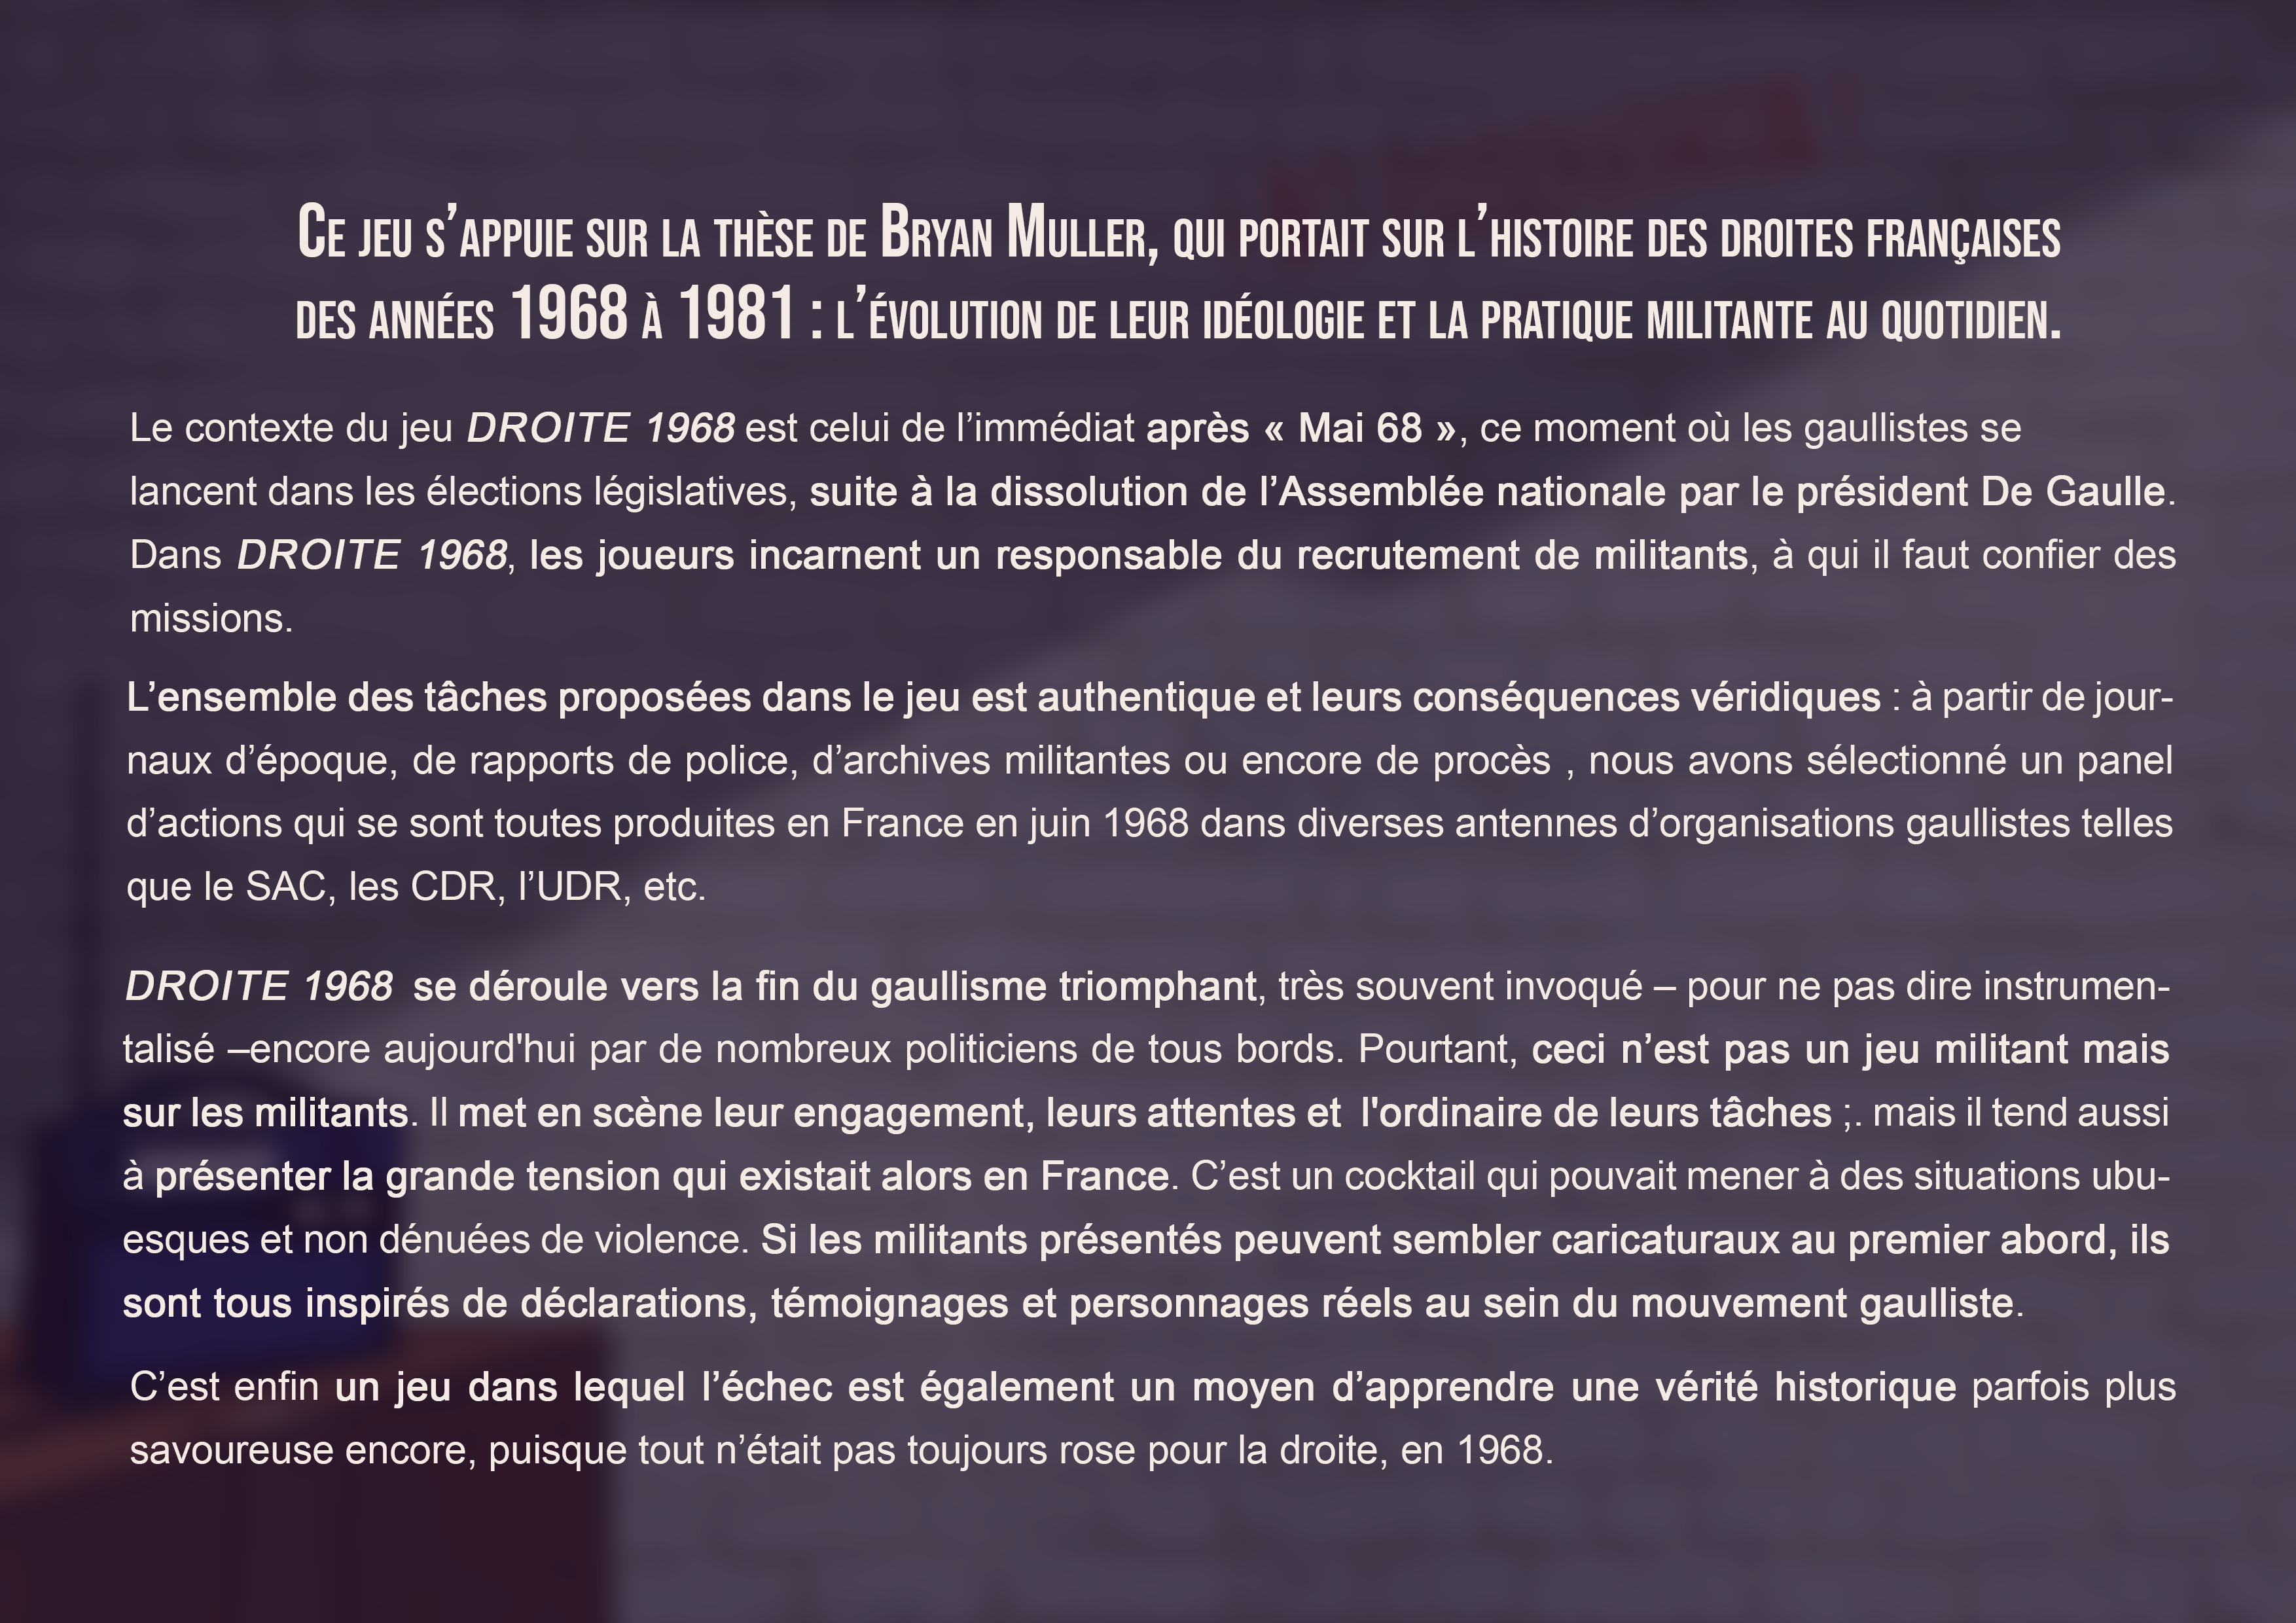 Ce jeu s’appuie sur la thèse de Bryan Muller, qui portait sur l’histoire des droites françaises
des années 1968 à 1981 : l’évolution de leur idéologie et la pratique militante au quotidien.
Le contexte du jeu DROITE 1968 est celui de l’immédiat après « Mai 68 », ce moment où les gaullistes se
lancent dans les élections législatives, suite à la dissolution de l’Assemblée nationale par le président De Gaulle.
Dans DROITE 1968, les joueurs incarnent un responsable du recrutement de militants, à qui il faut confier des
missions.
L’ensemble des tâches proposées dans le jeu est authentique et leurs conséquences véridiques : à partir de jour-
naux d’époque, de rapports de police, d’archives militantes ou encore de procès , nous avons sélectionné un panel
d’actions qui se sont toutes produites en France en juin 1968 dans diverses antennes d’organisations gaullistes telles
que le SAC, les CDR, l’UDR, etc.
DROITE 1968 se déroule vers la fin du gaullisme triomphant, très souvent invoqué – pour ne pas dire instrumen-
talisé –encore aujourd'hui par de nombreux politiciens de tous bords. Pourtant, ceci n’est pas un jeu militant mais
sur les militants. Il met en scène leur engagement, leurs attentes et l'ordinaire de leurs tâches ;. mais il tend aussi
à présenter la grande tension qui existait alors en France. C’est un cocktail qui pouvait mener à des situations ubu-
esques et non dénuées de violence. Si les militants présentés peuvent sembler caricaturaux au premier abord, ils
sont tous inspirés de déclarations, témoignages et personnages réels au sein du mouvement gaulliste.
C’est enfin un jeu dans lequel l’échec est également un moyen d’apprendre une vérité historique parfois plus
savoureuse encore, puisque tout n’était pas toujours rose pour la droite, en 1968.